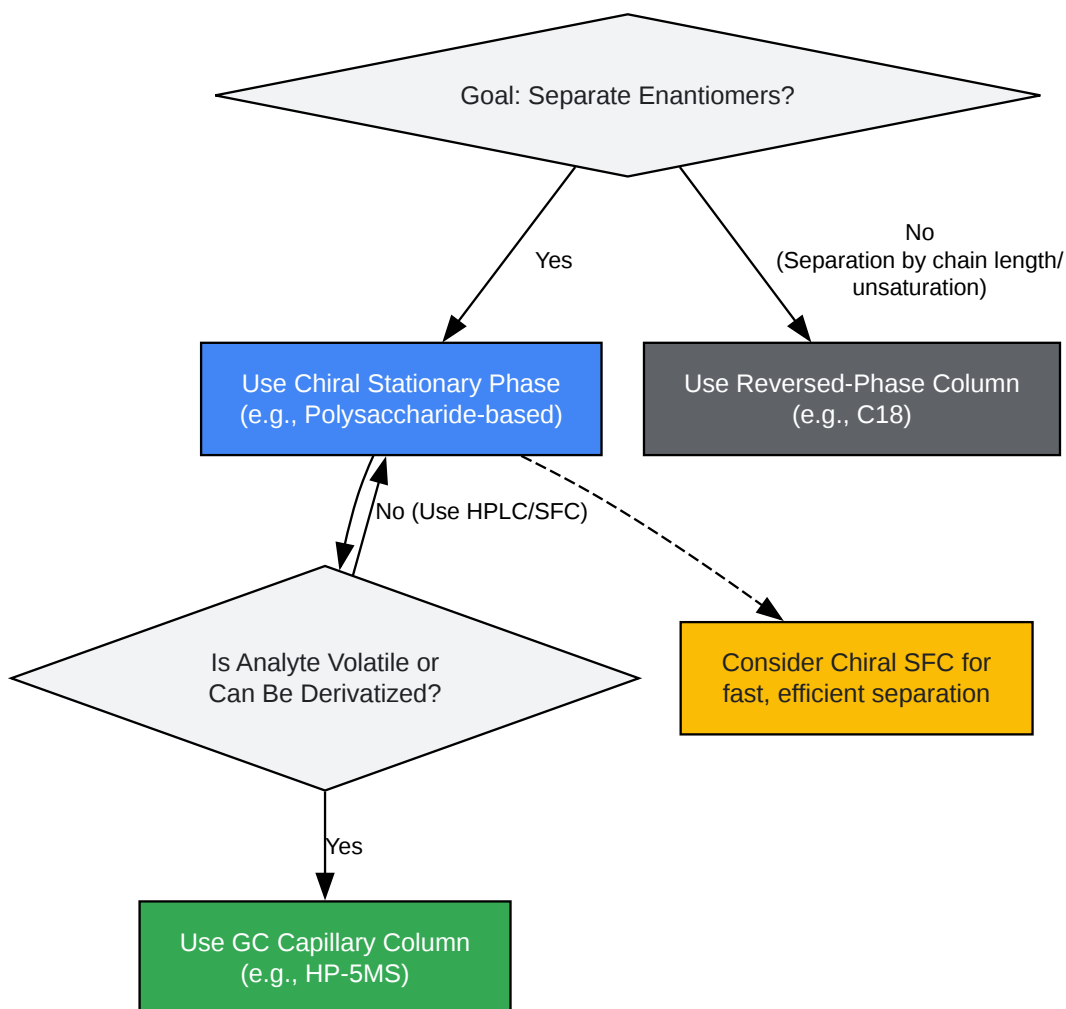 Goal: Separate Enantiomers?
Yes
No
(Separation by chain length/
unsaturation)
Use Chiral Stationary Phase
(e.g., Polysaccharide-based)
Use Reversed-Phase Column
(e.g., C18)
No (Use HPLC/SFC)
Is Analyte Volatile or
Can Be Derivatized?
Consider Chiral SFC for
fast, efficient separation
Yes
Use GC Capillary Column
(e.g., HP-5MS)